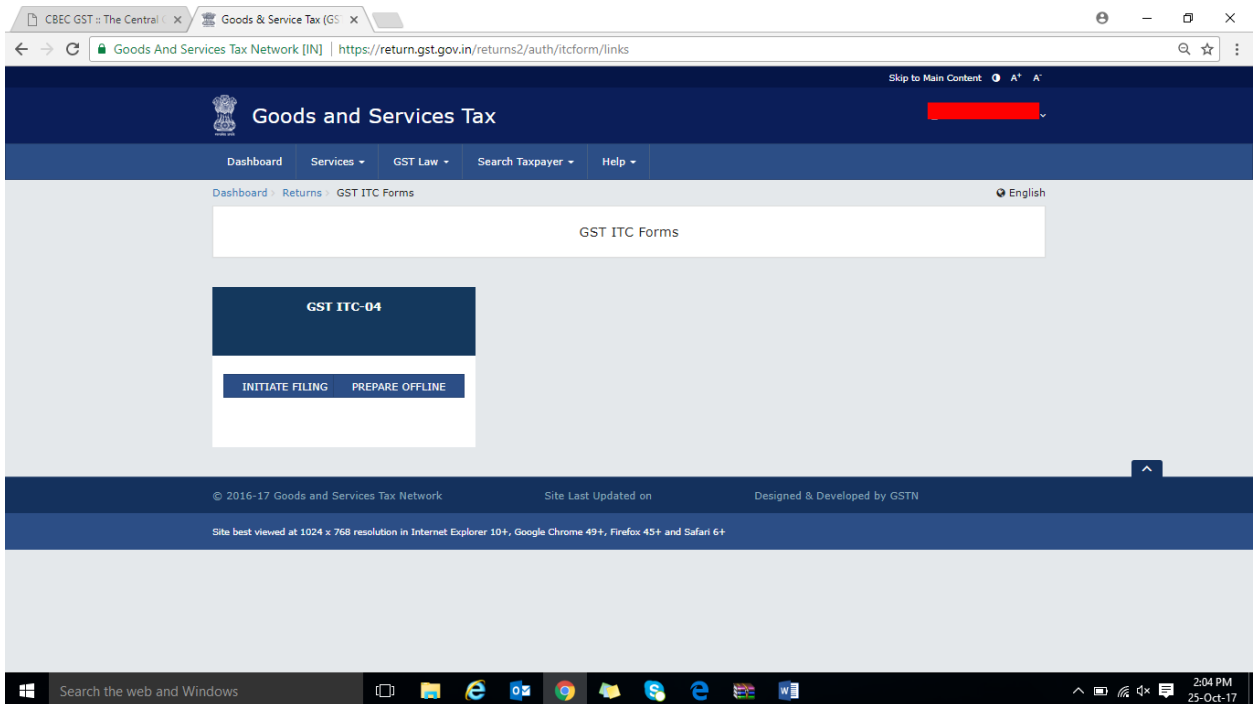 CBEC GST :: The Central
Goods & Service Tax (GS
Goods And Services Tax Network [IN] | https://return.gst.gov.in/returns2/auth/itcform/links
Skip to Main Content A+ A-
Goods and Services Tax
Dashboard Services GST Law Search Taxpayer Help
Dashboard Returns GST ITC Forms English
GST ITC Forms
GST ITC-04
INITIATE FILING PREPARE OFFLINE
© 2016-17 Goods and Services Tax Network Site Last Updated on Designed & Developed by GSTN
Site best viewed at 1024 x 768 resolution in Internet Explorer 10+, Google Chrome 49+, Firefox 45+ and Safari 6+
Search the web and Windows
2:04 PM
25-Oct-17